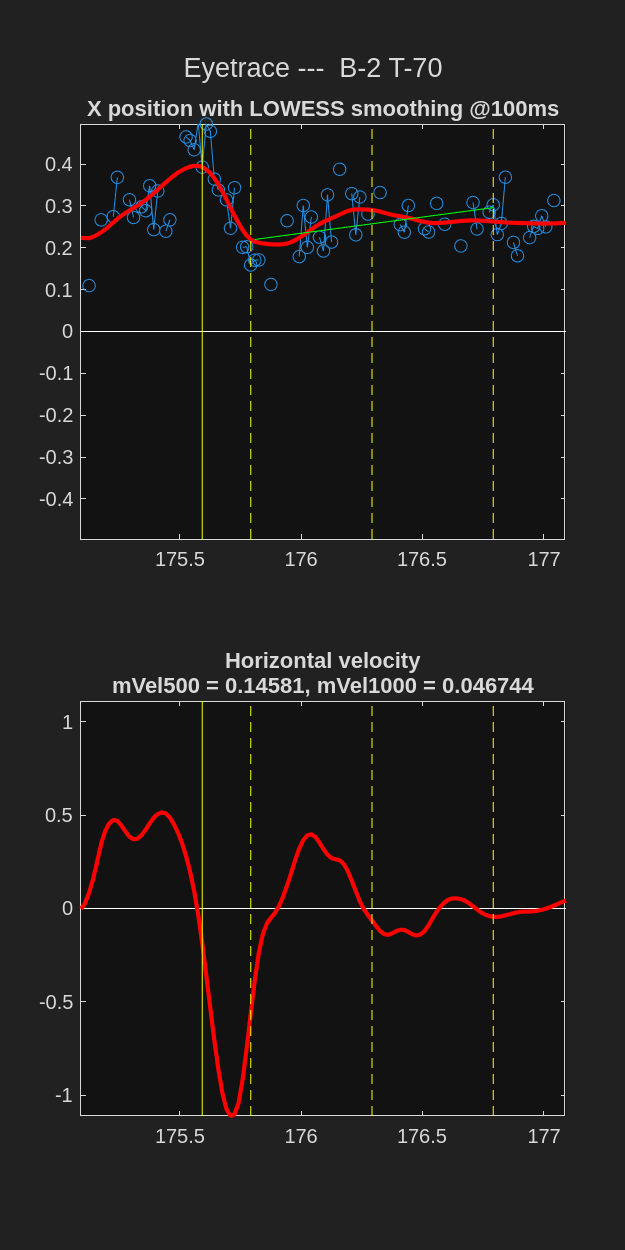 Eyetrace ---  B-2 T-70
X position with LOWESS smoothing @100ms
0.4
0.3
0.2
0.1
0
-0.1
-0.2
-0.3
-0.4
175.5 176 176.5 177
Horizontal velocity
mVel500 = 0.14581, mVel1000 = 0.046744
1
0.5
0
-0.5
-1
175.5 176 176.5 177